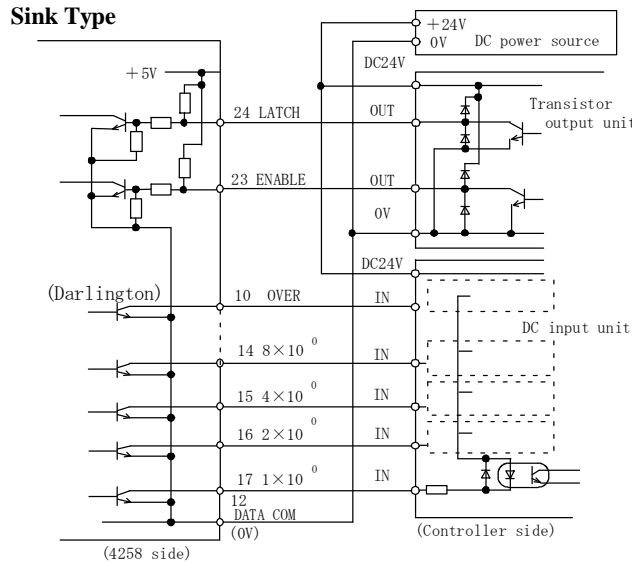 Sink Type
+24V
0V
DC power source
DC24V
+5V
24 LATCH
OUT
Transistor
output unit
23 ENABLE
OUT
0V
DC24V
(Darlington)
10 OVER
IN
DC input unit
14 8×10⁰
IN
15 4×10⁰
IN
16 2×10⁰
IN
17 1×10⁰
IN
12
DATA COM
(0V)
(Controller side)
(4258 side)